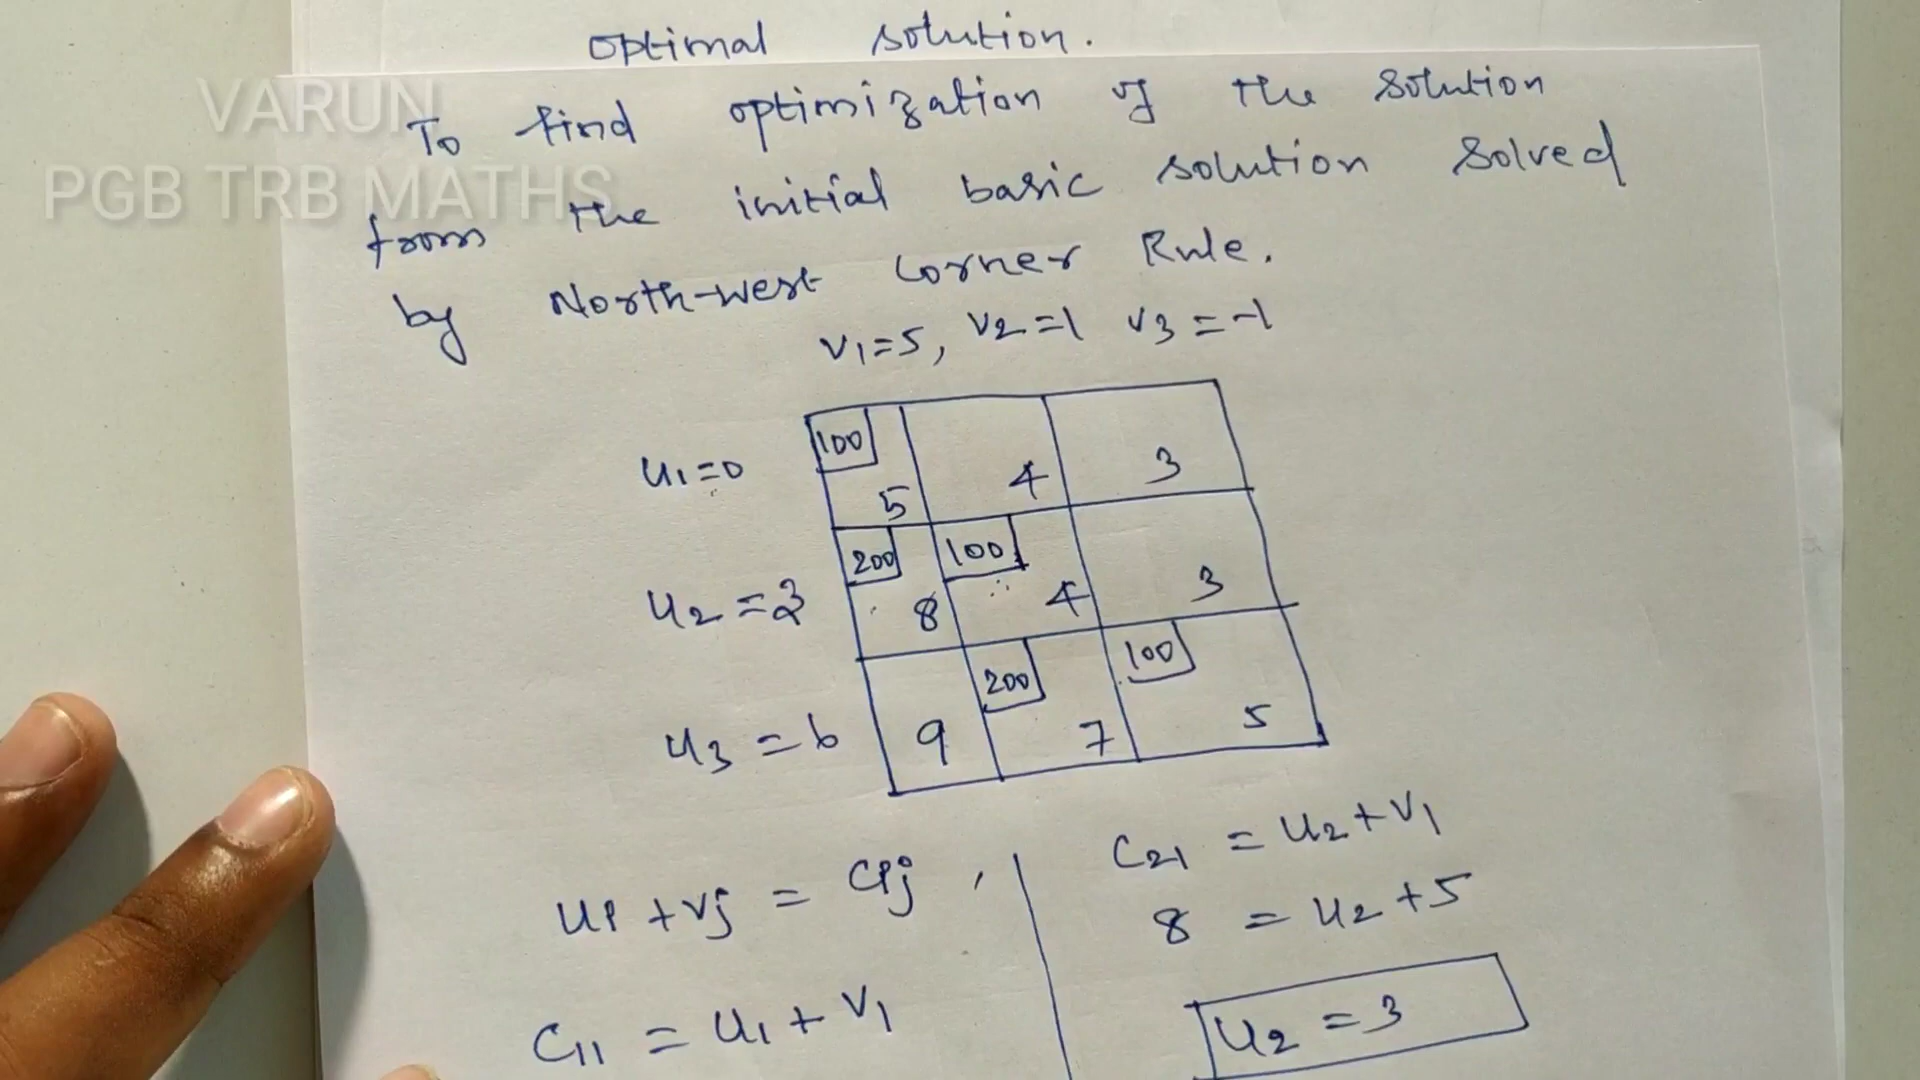 optimal solution.
VARUN
PGB TRB MATHS
To find optimization of the solution
from the initial basic solution solved
by North-west Corner Rule.
v1=5, v2=1 v3=-1
u1=0 100 5 4 3
u2=3 200 8 100 4 3
u3=6 9 200 7 100 5
ui+vj = cij,
C11 = u1+v1
C21 = u2+v1
8 = u2+5
u2=3